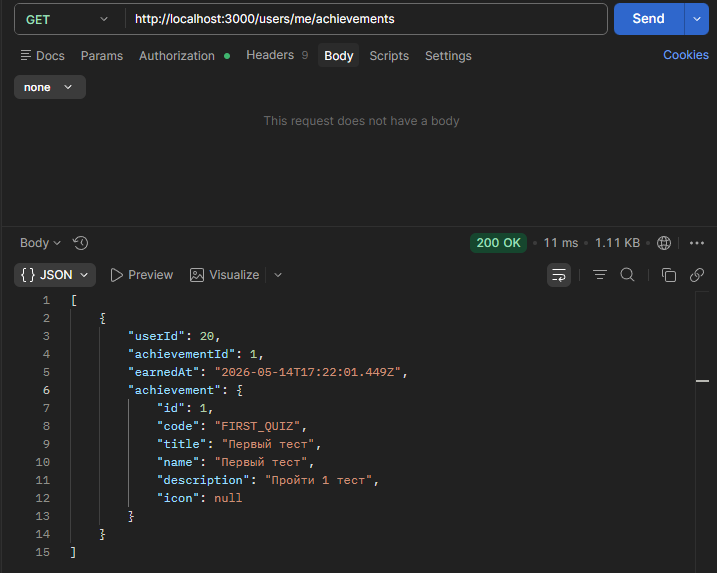 GET http://localhost:3000/users/me/achievements Send
Docs Params Authorization Headers 9 Body Scripts Settings Cookies
none
This request does not have a body
Body 200 OK 11 ms 1.11 KB
{} JSON Preview Visualize
1 [
2 {
3 "userId": 20,
4 "achievementId": 1,
5 "earnedAt": "2026-05-14T17:22:01.449Z",
6 "achievement": {
7 "id": 1,
8 "code": "FIRST_QUIZ",
9 "title": "Первый тест",
10 "name": "Первый тест",
11 "description": "Пройти 1 тест",
12 "icon": null
13 }
14 }
15 ]